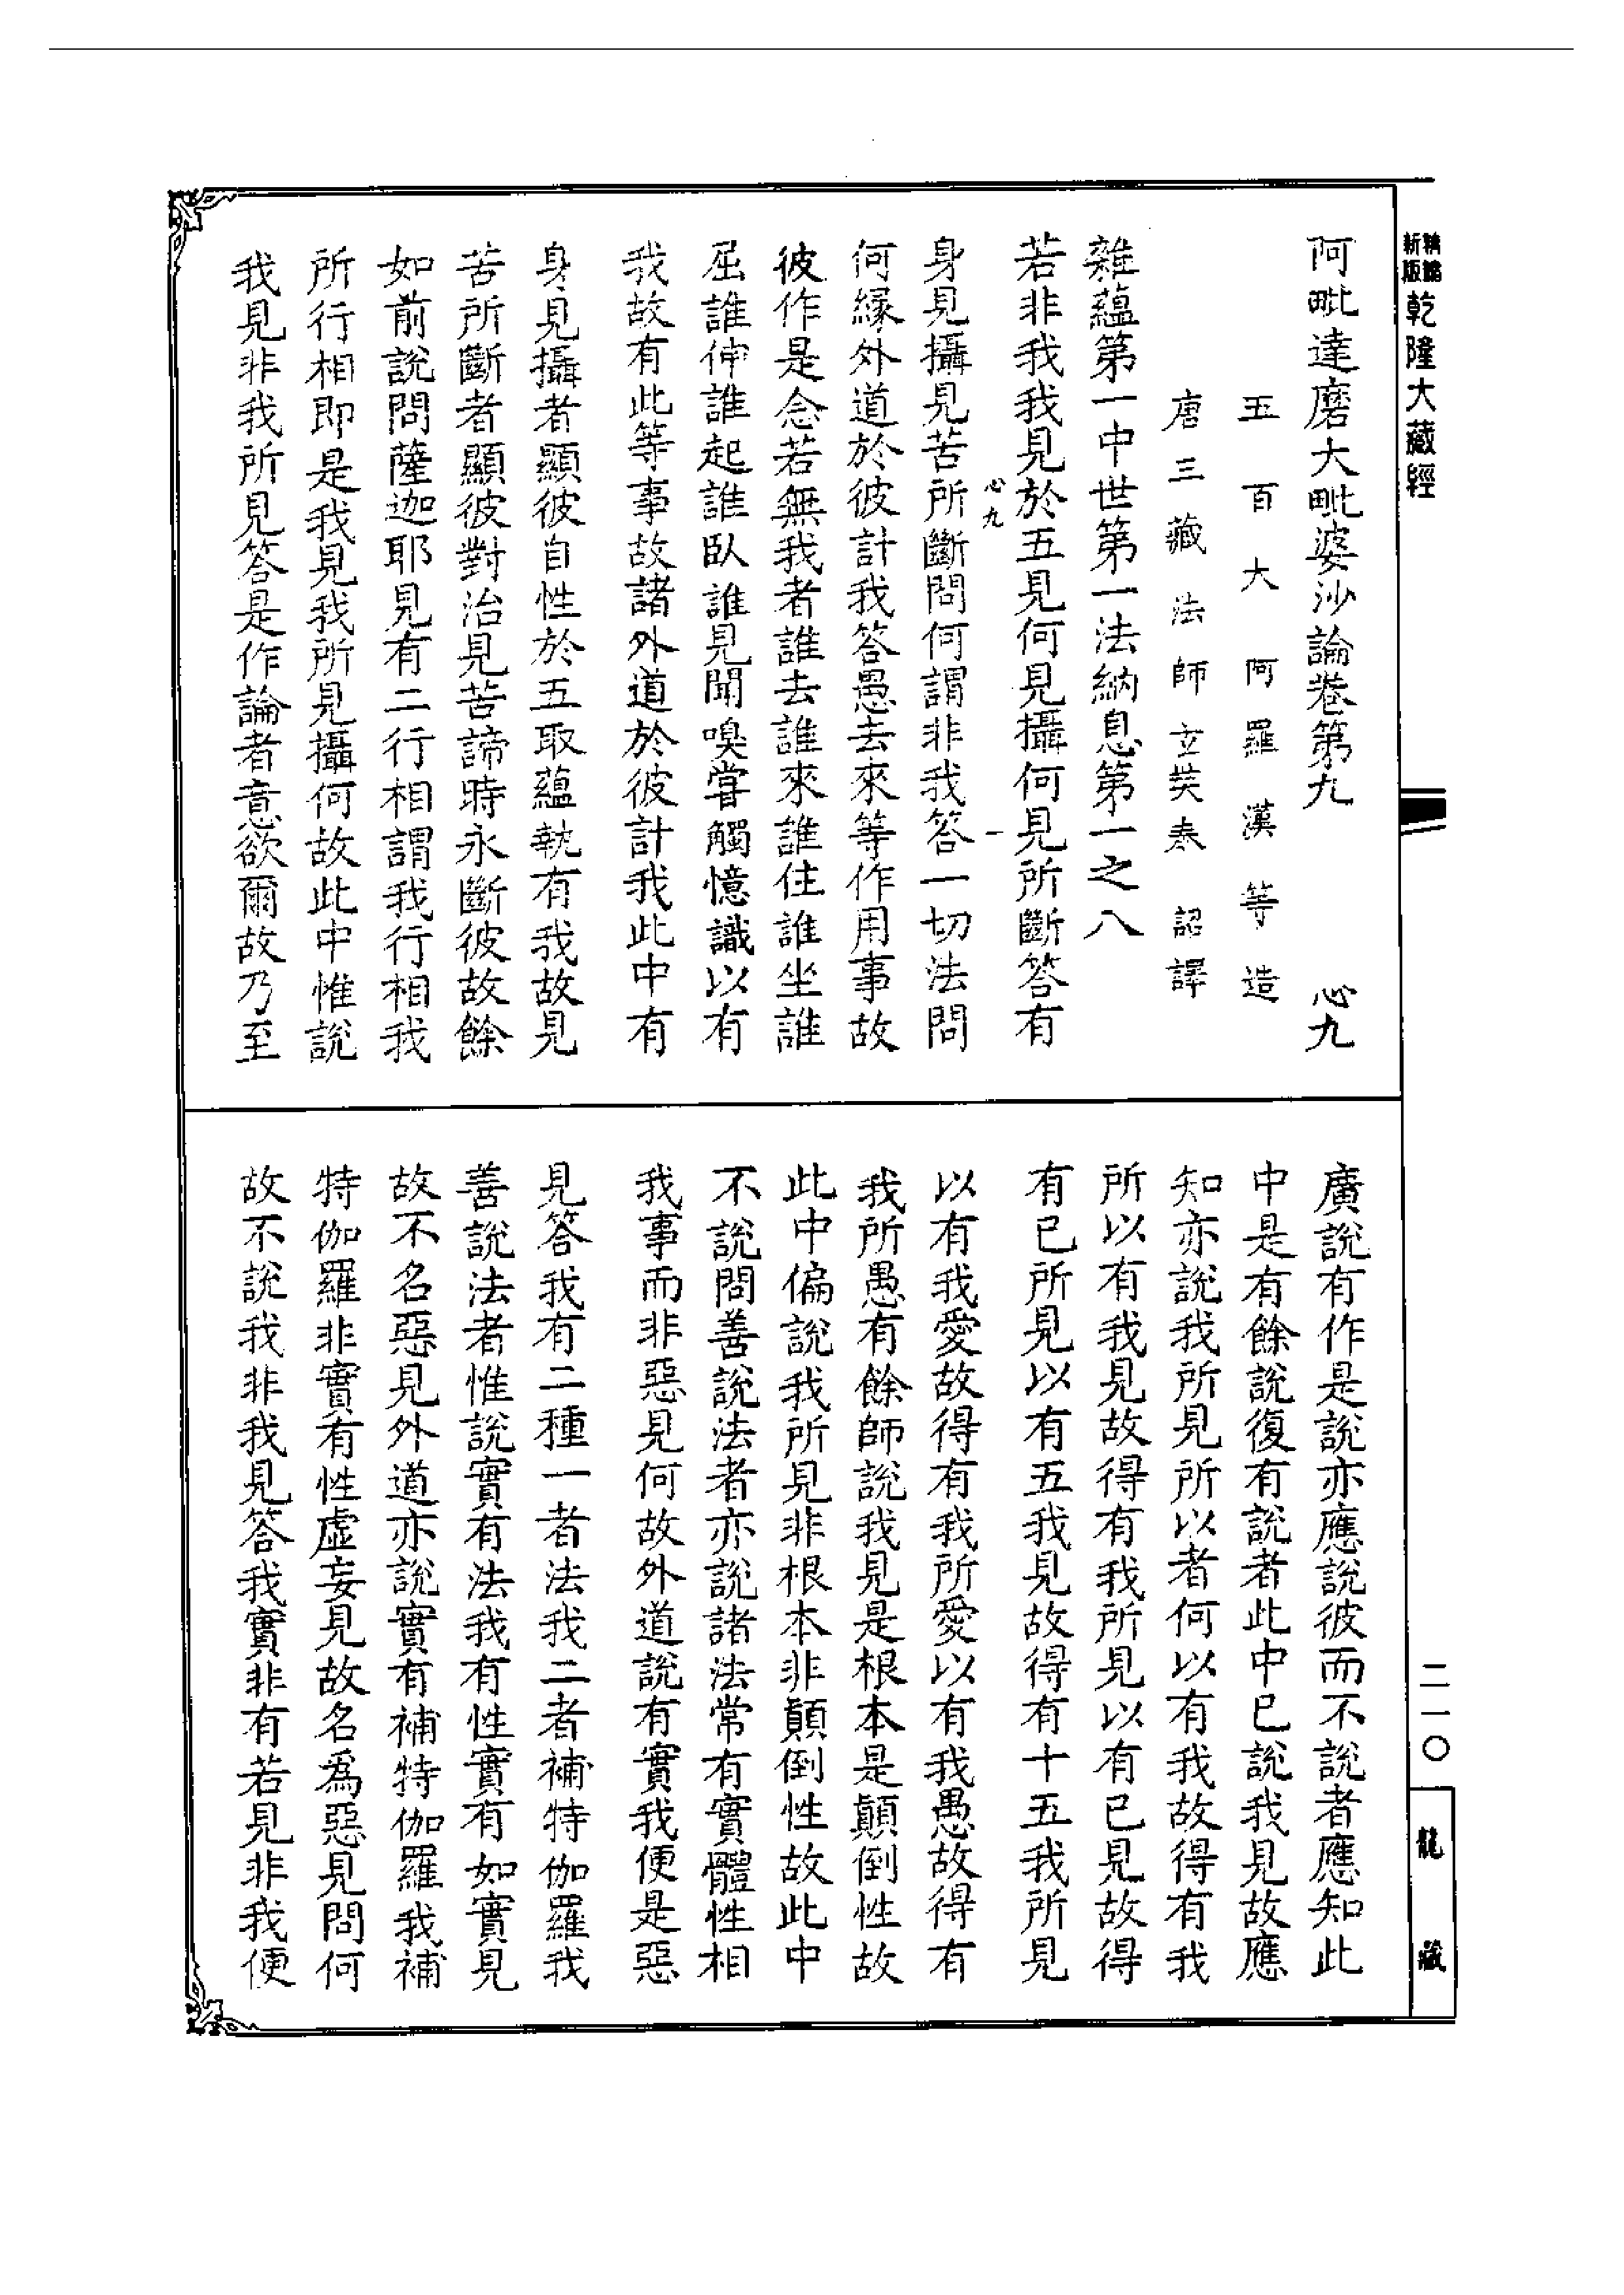 新版
乾隆大藏經
二一〇
龍藏
阿毗達磨大毗婆沙論卷第九 心九
五百大阿羅漢等造
唐三藏法師玄奘奉詔譯
雜蘊第一中世第一法納息第一之八
若非我我見於五見何見攝何見所斷答有
心九 一
身見攝見苦所斷問何謂非我答一切法問
何緣外道於彼計我答愚去來等作用事故
彼作是念若無我者誰去誰來誰住誰坐誰
屈誰伸誰起誰臥誰見聞嗅嘗觸憶識以有
我故有此等事故諸外道於彼計我此中有
身見攝者顯彼自性於五取蘊執有我故見
苦所斷者顯彼對治見苦諦時永斷彼故餘
如前說問薩迦耶見有二行相謂我行相我
所行相即是我見我所見攝何故此中惟說
我見非我所見答是作論者意欲爾故乃至
廣說有作是說亦應說彼而不說者應知此
中是有餘說復有說者此中已說我見故應
知亦說我所見所以者何以有我故得有我
所以有我見故得有我所見以有已見故得
有已所見以有五我見故得有十五我所見
以有我愛故得有我所愛以有我愚故得有
我所愚有餘師說我見是根本是顛倒性故
此中偏說我所見非根本非顛倒性故此中
不說問善說法者亦說諸法常有實體性相
我事而非惡見何故外道說有實我便是惡
見答我有二種一者法我二者補特伽羅我
善說法者惟說實有法我有性實有如實見
故不名惡見外道亦說實有補特伽羅我補
特伽羅非實有性虛妄見故名為惡見問何
故不說我非我見答我實非有若見非我便